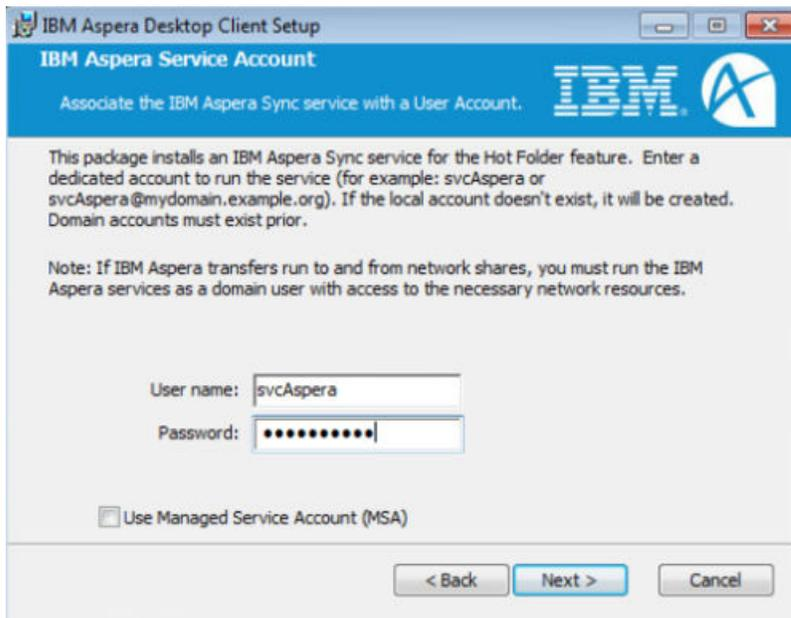 IBM Aspera Desktop Client Setup
IBM Aspera Service Account
Associate the IBM Aspera Sync service with a User Account.
IBM.
This package installs an IBM Aspera Sync service for the Hot Folder feature. Enter a
dedicated account to run the service (for example: svcAspera or
svcAspera@mydomain.example.org). If the local account doesn't exist, it will be created.
Domain accounts must exist prior.
Note: If IBM Aspera transfers run to and from network shares, you must run the IBM
Aspera services as a domain user with access to the necessary network resources.
User name: svcAspera
Password: ●●●●●●●●●●
Use Managed Service Account (MSA)
< Back Next > Cancel